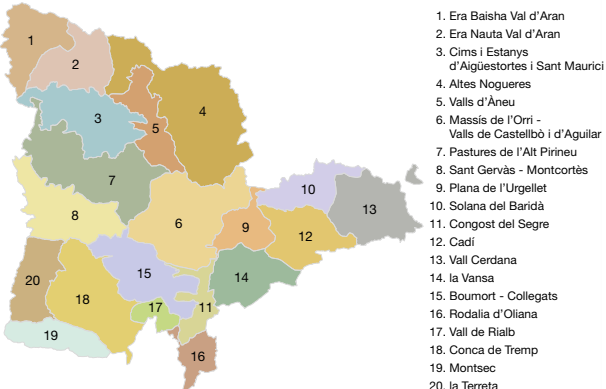 1
2
3
4
5
7
10
13
8
6
9
12
15
14
20
18
17
11
19
16
1. Era Baisha Val d'Aran
2. Era Nauta Val d'Aran
3. Cims i Estanys
d'Aigüestortes i Sant Maurici
4. Altes Nogueres
5. Valls d'Àneu
6. Massís de l'Orri -
Valls de Castellbò i d'Aguilar
7. Pastures de l'Alt Pirineu
8. Sant Gervàs - Montcortès
9. Plana de l'Urgellet
10. Solana del Baridà
11. Congost del Segre
12. Cadí
13. Vall Cerdana
14. la Vansa
15. Boumort - Collegats
16. Rodalia d'Oliana
17. Vall de Rialb
18. Conca de Tremp
19. Montsec
20. la Terreta